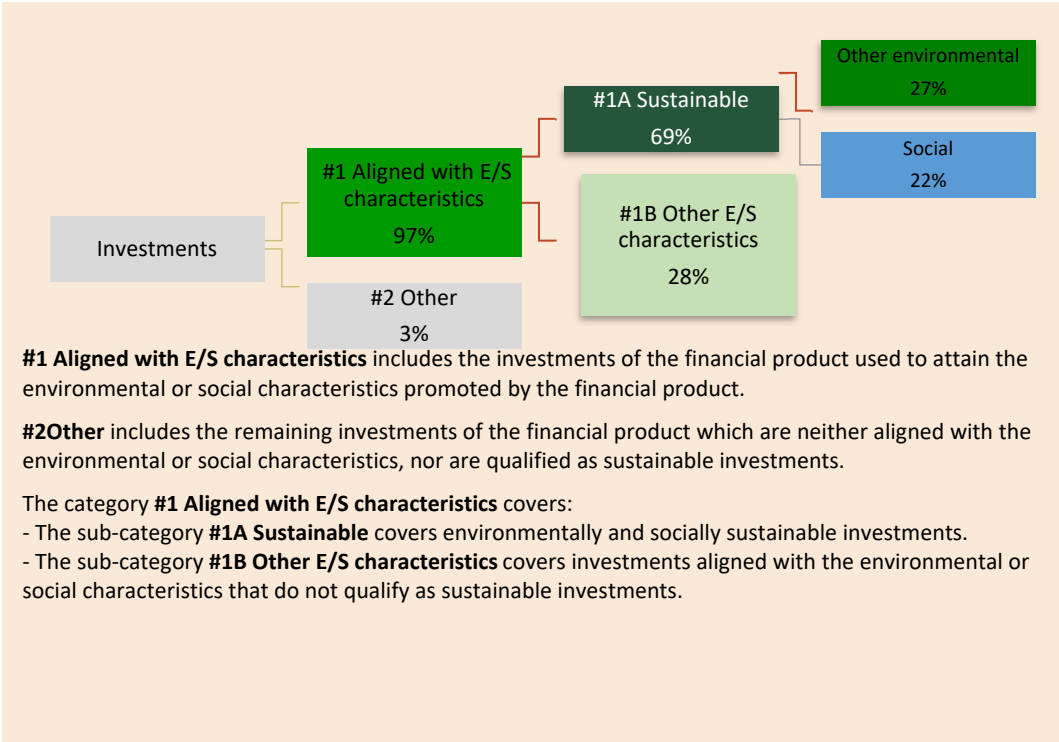 Other environmental
27%
#1A Sustainable
69%
Social
22%
#1 Aligned with E/S
characteristics
97%
#1B Other E/S
characteristics
28%
Investments
#2 Other
3%
#1 Aligned with E/S characteristics includes the investments of the financial product used to attain the
environmental or social characteristics promoted by the financial product.
#2Other includes the remaining investments of the financial product which are neither aligned with the
environmental or social characteristics, nor are qualified as sustainable investments.
The category #1 Aligned with E/S characteristics covers:
- The sub-category #1A Sustainable covers environmentally and socially sustainable investments.
- The sub-category #1B Other E/S characteristics covers investments aligned with the environmental or
social characteristics that do not qualify as sustainable investments.